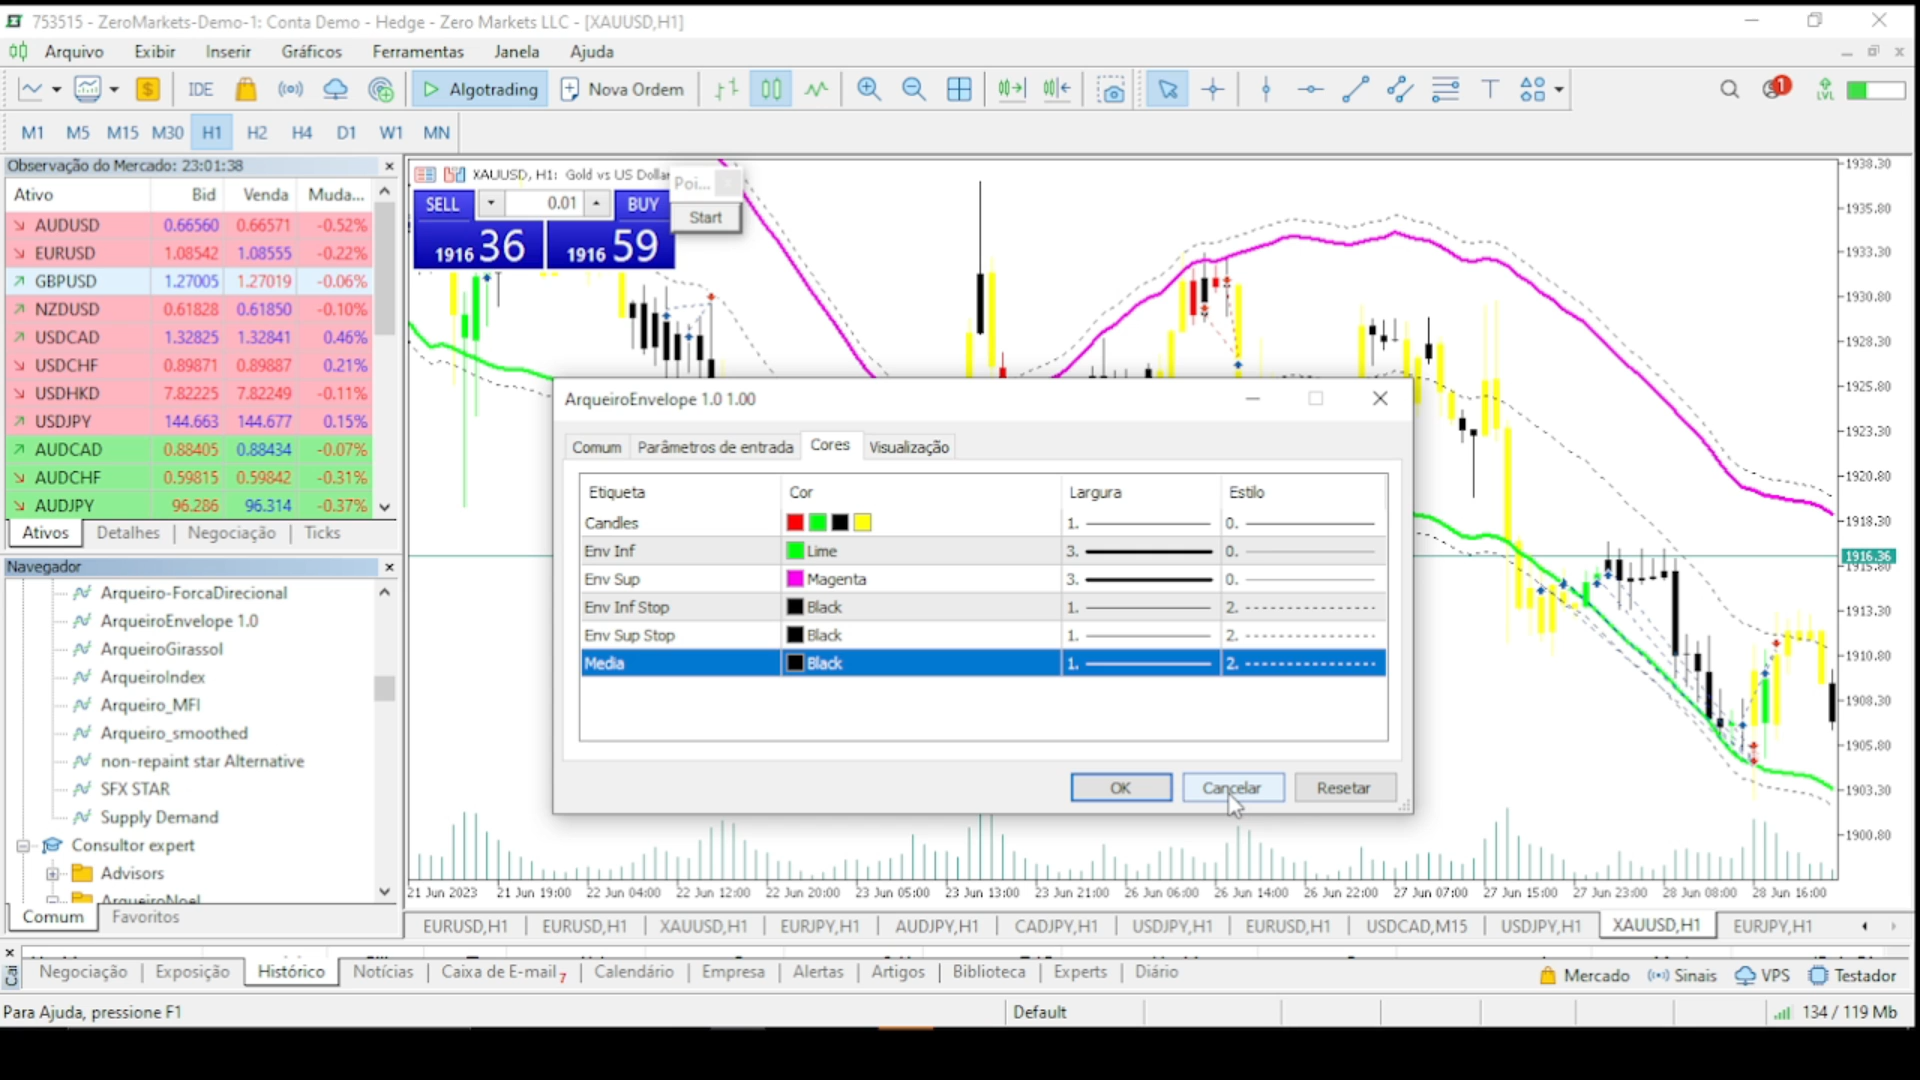 753515 - ZeroMarkets-Demo-1: Conta Demo - Hedge - Zero Markets LLC - [XAUUSD,H1]
Arquivo Exibir Inserir Gráficos Ferramentas Janela Ajuda
IDE Algotrading Nova Ordem T 1 LVL
M1 M5 M15 M30 H1 H2 H4 D1 W1 MN
Observação do Mercado: 23:01:38
Ativo Bid Venda Muda...
AUDUSD 0.66560 0.66571 -0.52%
EURUSD 1.08542 1.08555 -0.22%
GBPUSD 1.27005 1.27019 -0.06%
NZDUSD 0.61828 0.61850 -0.10%
USDCAD 1.32825 1.32841 0.46%
USDCHF 0.89871 0.89887 0.21%
USDHKD 7.82225 7.82249 -0.11%
USDJPY 144.663 144.677 0.15%
AUDCAD 0.88405 0.88434 -0.07%
AUDCHF 0.59815 0.59842 -0.31%
AUDJPY 96.286 96.314 -0.37%
Ativos Detalhes Negociação Ticks
Navegador
Arqueiro-ForcaDirecional
ArqueiroEnvelope 1.0
ArqueiroGirassol
ArqueiroIndex
Arqueiro_MFI
Arqueiro_smoothed
non-repaint star Alternative
SFX STAR
Supply Demand
Consultor expert
Advisors
ArqueiroNoel
Comum Favoritos
XAUUSD, H1: Gold vs US Dollar
Poi...
SELL 0.01 BUY
Start
1916 36 1916 59
ArqueiroEnvelope 1.0 1.00
Comum Parâmetros de entrada Cores Visualização
Etiqueta Cor Largura Estilo
Candles 1. 0.
Env Inf Lime 3. 0.
Env Sup Magenta 3. 0.
Env Inf Stop Black 1. 2.
Env Sup Stop Black 1. 2.
Media Black 1. 2.
OK Cancelar Resetar
1938.30
1935.80
1933.30
1930.80
1928.30
1925.80
1923.30
1920.80
1918.30
1916.36
1915.80
1913.30
1910.80
1908.30
1905.80
1903.30
1900.80
21 Jun 2023 21 Jun 19:00 22 Jun 04:00 22 Jun 12:00 22 Jun 20:00 23 Jun 05:00 23 Jun 13:00 23 Jun 21:00 26 Jun 06:00 26 Jun 14:00 26 Jun 22:00 27 Jun 07:00 27 Jun 15:00 27 Jun 23:00 28 Jun 08:00 28 Jun 16:00
EURUSD,H1 EURUSD,H1 XAUUSD,H1 EURJPY,H1 AUDJPY,H1 CADJPY,H1 USDJPY,H1 EURUSD,H1 USDCAD,M15 USDJPY,H1 XAUUSD,H1 EURJPY,H1
Negociação Exposição Histórico Notícias Caixa de E-mail 7 Calendário Empresa Alertas Artigos Biblioteca Experts Diário Mercado Sinais VPS Testador
Para Ajuda, pressione F1 Default 134 / 119 Mb